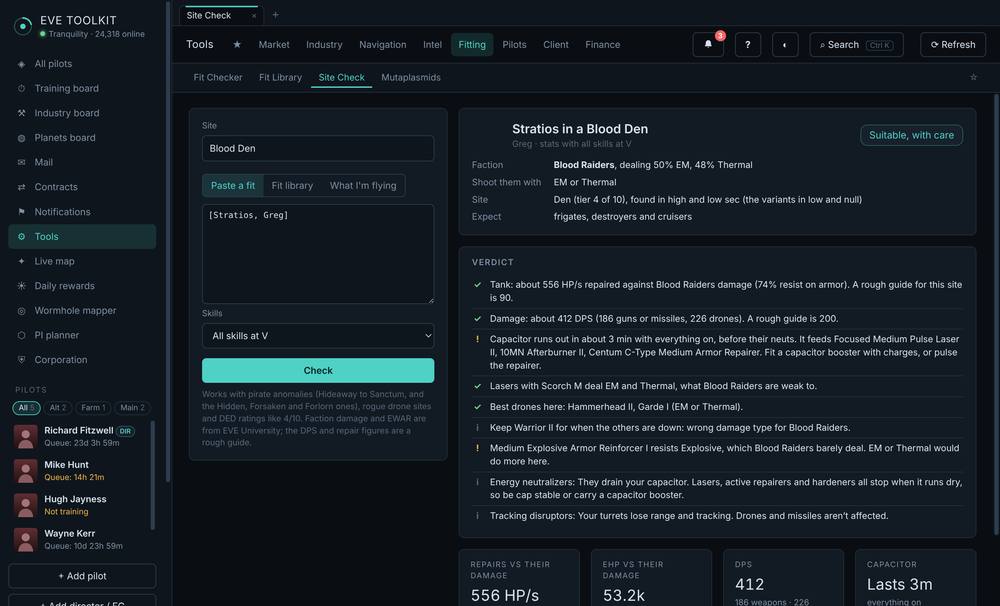 EVE TOOLKIT
Tranquility · 24,318 online
All pilots
Training board
Industry board
Planets board
Mail
Contracts
Notifications
Tools
Live map
Daily rewards
Wormhole mapper
PI planner
Corporation
PILOTS
All 5
Alt 2
Farm 1
Main 2
Richard Fitzwell DIR
Queue: 23d 3h 59m
Mike Hunt
Queue: 14h 21m
Hugh Jayness
Not training
Wayne Kerr
Queue: 10d 23h 59m
+ Add pilot
+ Add director / FC
Site Check × +
Tools ★ Market Industry Navigation Intel Fitting Pilots Client Finance 3 ? Search Ctrl K Refresh
Fit Checker Fit Library Site Check Mutaplasmids
Site
Blood Den
Paste a fit Fit library What I'm flying
[Stratios, Greg]
Skills
All skills at V
Check
Works with pirate anomalies (Hideaway to Sanctum, and
the Hidden, Forsaken and Forlorn ones), rogue drone sites
and DED ratings like 4/10. Faction damage and EWAR are
from EVE University; the DPS and repair figures are a
rough guide.
Stratios in a Blood Den
Greg · stats with all skills at V
Suitable, with care
Faction Blood Raiders, dealing 50% EM, 48% Thermal
Shoot them with EM or Thermal
Site Den (tier 4 of 10), found in high and low sec (the variants in low and null)
Expect frigates, destroyers and cruisers
VERDICT
✓ Tank: about 556 HP/s repaired against Blood Raiders damage (74% resist on armor). A rough guide for this site
is 90.
✓ Damage: about 412 DPS (186 guns or missiles, 226 drones). A rough guide is 200.
! Capacitor runs out in about 3 min with everything on, before their neuts. It feeds Focused Medium Pulse Laser
II, 10MN Afterburner II, Centum C-Type Medium Armor Repairer. Fit a capacitor booster with charges, or pulse
the repairer.
✓ Lasers with Scorch M deal EM and Thermal, what Blood Raiders are weak to.
✓ Best drones here: Hammerhead II, Garde I (EM or Thermal).
i Keep Warrior II for when the others are down: wrong damage type for Blood Raiders.
! Medium Explosive Armor Reinforcer I resists Explosive, which Blood Raiders barely deal. EM or Thermal would
do more here.
i Energy neutralizers: They drain your capacitor. Lasers, active repairers and hardeners all stop when it runs dry,
so be cap stable or carry a capacitor booster.
i Tracking disruptors: Your turrets lose range and tracking. Drones and missiles aren't affected.
REPAIRS VS THEIR
DAMAGE
556 HP/s
EHP VS THEIR
DAMAGE
53.2k
DPS
412
186 weapons · 226
CAPACITOR
Lasts 3m
everything on